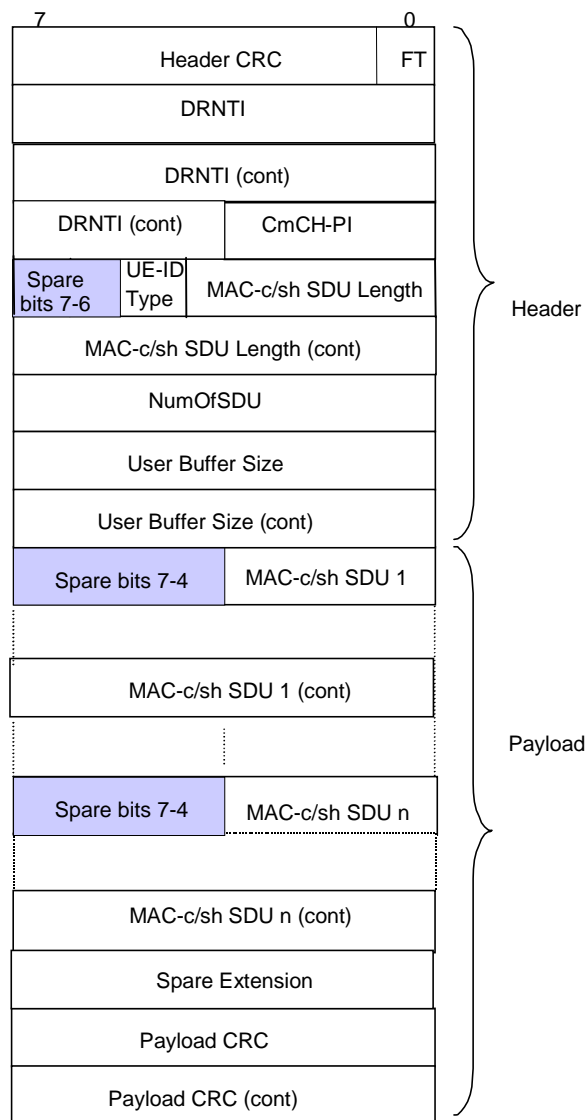 7 0
Header CRC FT
DRNTI
DRNTI (cont)
DRNTI (cont) CmCH-PI
Spare bits 7-6 UE-ID Type MAC-c/sh SDU Length
Header
MAC-c/sh SDU Length (cont)
NumOfSDU
User Buffer Size
User Buffer Size (cont)
Spare bits 7-4 MAC-c/sh SDU 1
MAC-c/sh SDU 1 (cont)
Payload
Spare bits 7-4 MAC-c/sh SDU n
MAC-c/sh SDU n (cont)
Spare Extension
Payload CRC
Payload CRC (cont)